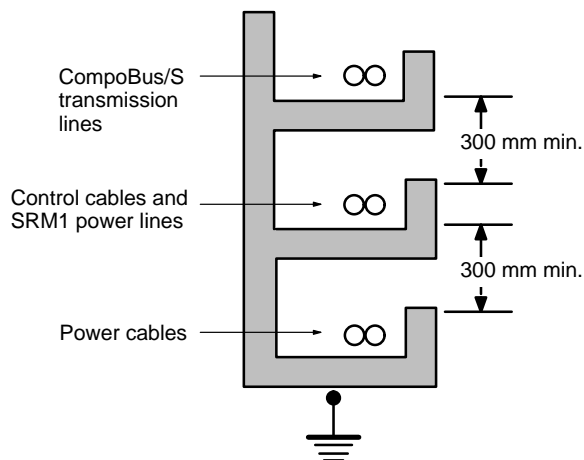 CompoBus/S
transmission
lines
300 mm min.
Control cables and
SRM1 power lines
300 mm min.
Power cables